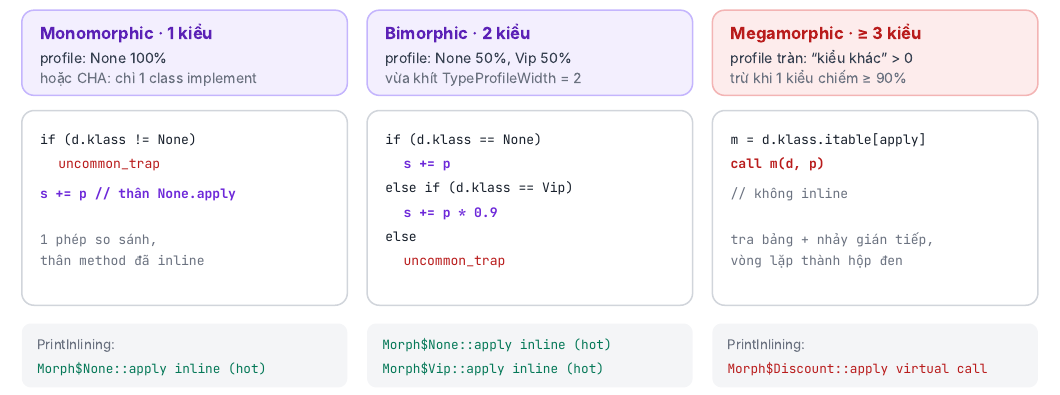 Monomorphic · 1 kiểu
profile: None 100%
hoặc CHA: chỉ 1 class implement
if (d.klass != None)
uncommon_trap
s += p // thân None.apply
1 phép so sánh,
thân method đã inline
PrintInlining:
Morph$None::apply inline (hot)
Bimorphic · 2 kiểu
profile: None 50%, Vip 50%
vừa khít TypeProfileWidth = 2
if (d.klass == None)
s += p
else if (d.klass == Vip)
s += p * 0.9
else
uncommon_trap
Morph$None::apply inline (hot)
Morph$Vip::apply inline (hot)
Megamorphic · ≥ 3 kiểu
profile tràn: “kiểu khác” > 0
trừ khi 1 kiểu chiếm ≥ 90%
m = d.klass.itable[apply]
call m(d, p)
// không inline
tra bảng + nhảy gián tiếp,
vòng lặp thành hộp đen
PrintInlining:
Morph$Discount::apply virtual call